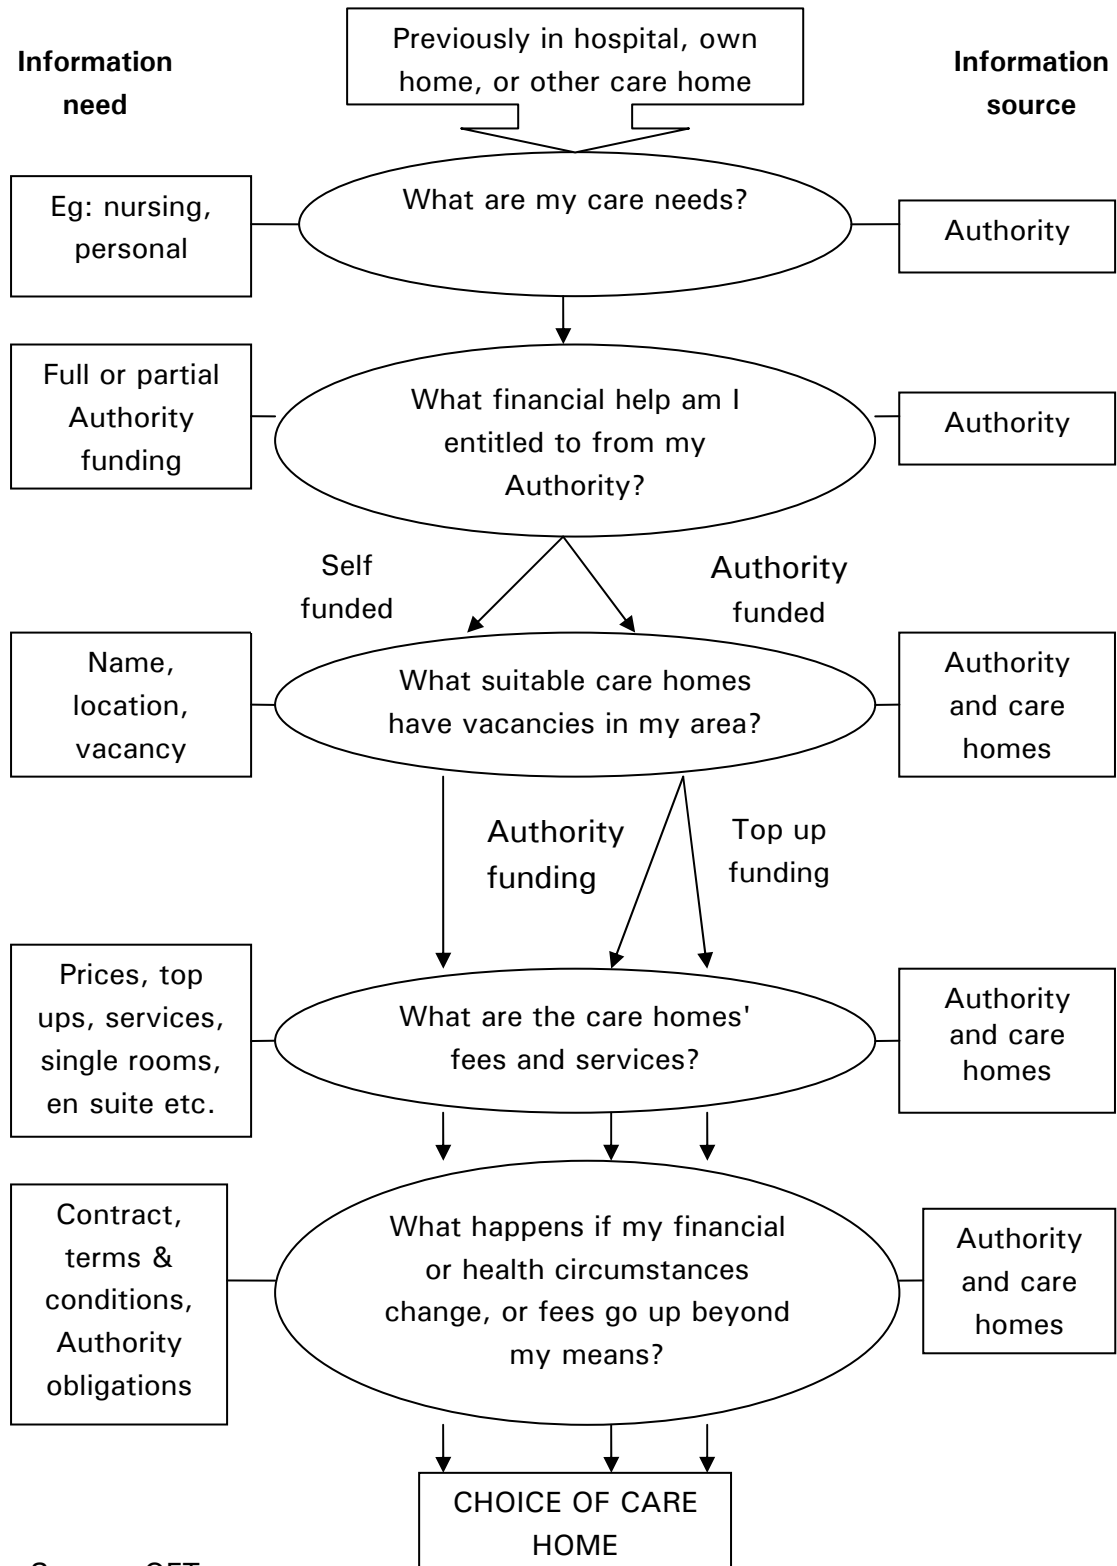 Previously in hospital, own
home, or other care home
Information
need
Information
source
What are my care needs?
Eg: nursing,
personal
Authority
Full or partial
Authority
funding
What financial help am I
entitled to from my
Authority?
Authority
Self
funded
Authority
funded
Name,
location,
vacancy
What suitable care homes
have vacancies in my area?
Authority
and care
homes
Authority
funding
Top up
funding
Prices, top
ups, services,
single rooms,
en suite etc.
What are the care homes'
fees and services?
Authority
and care
homes
Contract,
terms &
conditions,
Authority
obligations
What happens if my financial
or health circumstances
change, or fees go up beyond
my means?
Authority
and care
homes
CHOICE OF CARE
HOME